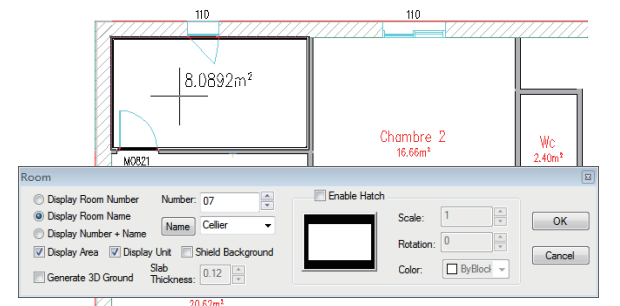 110
110
8.0892m²
Chambre 2
16.66m²
Wc
2.40m²
M0821
Room
Display Room Number
Number:
07
Display Room Name
Name
Cellier
Display Number + Name
Display Area
Display Unit
Shield Background
Generate 3D Ground
Slab Thickness:
0.12
Enable Hatch
Scale:
1
Rotation:
0
Color:
ByBlock
OK
Cancel
20.62m²